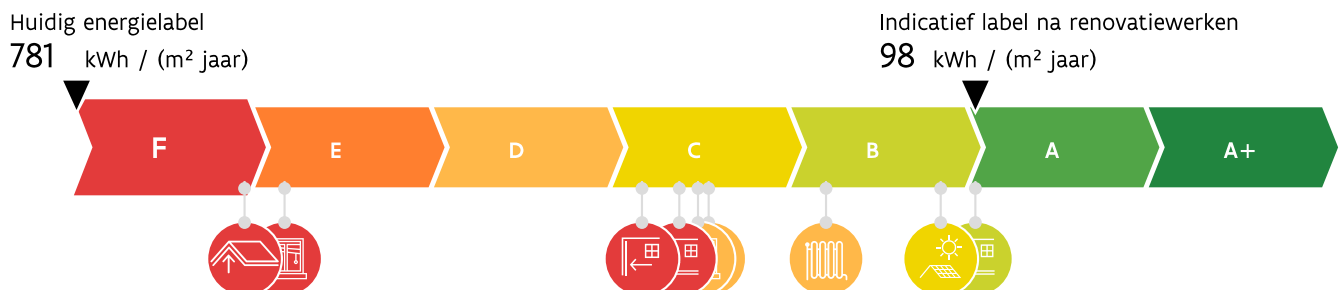 Huidig energielabel
781 kWh / (m² jaar)
Indicatief label na renovatiewerken
98 kWh / (m² jaar)
F E D C B A A+